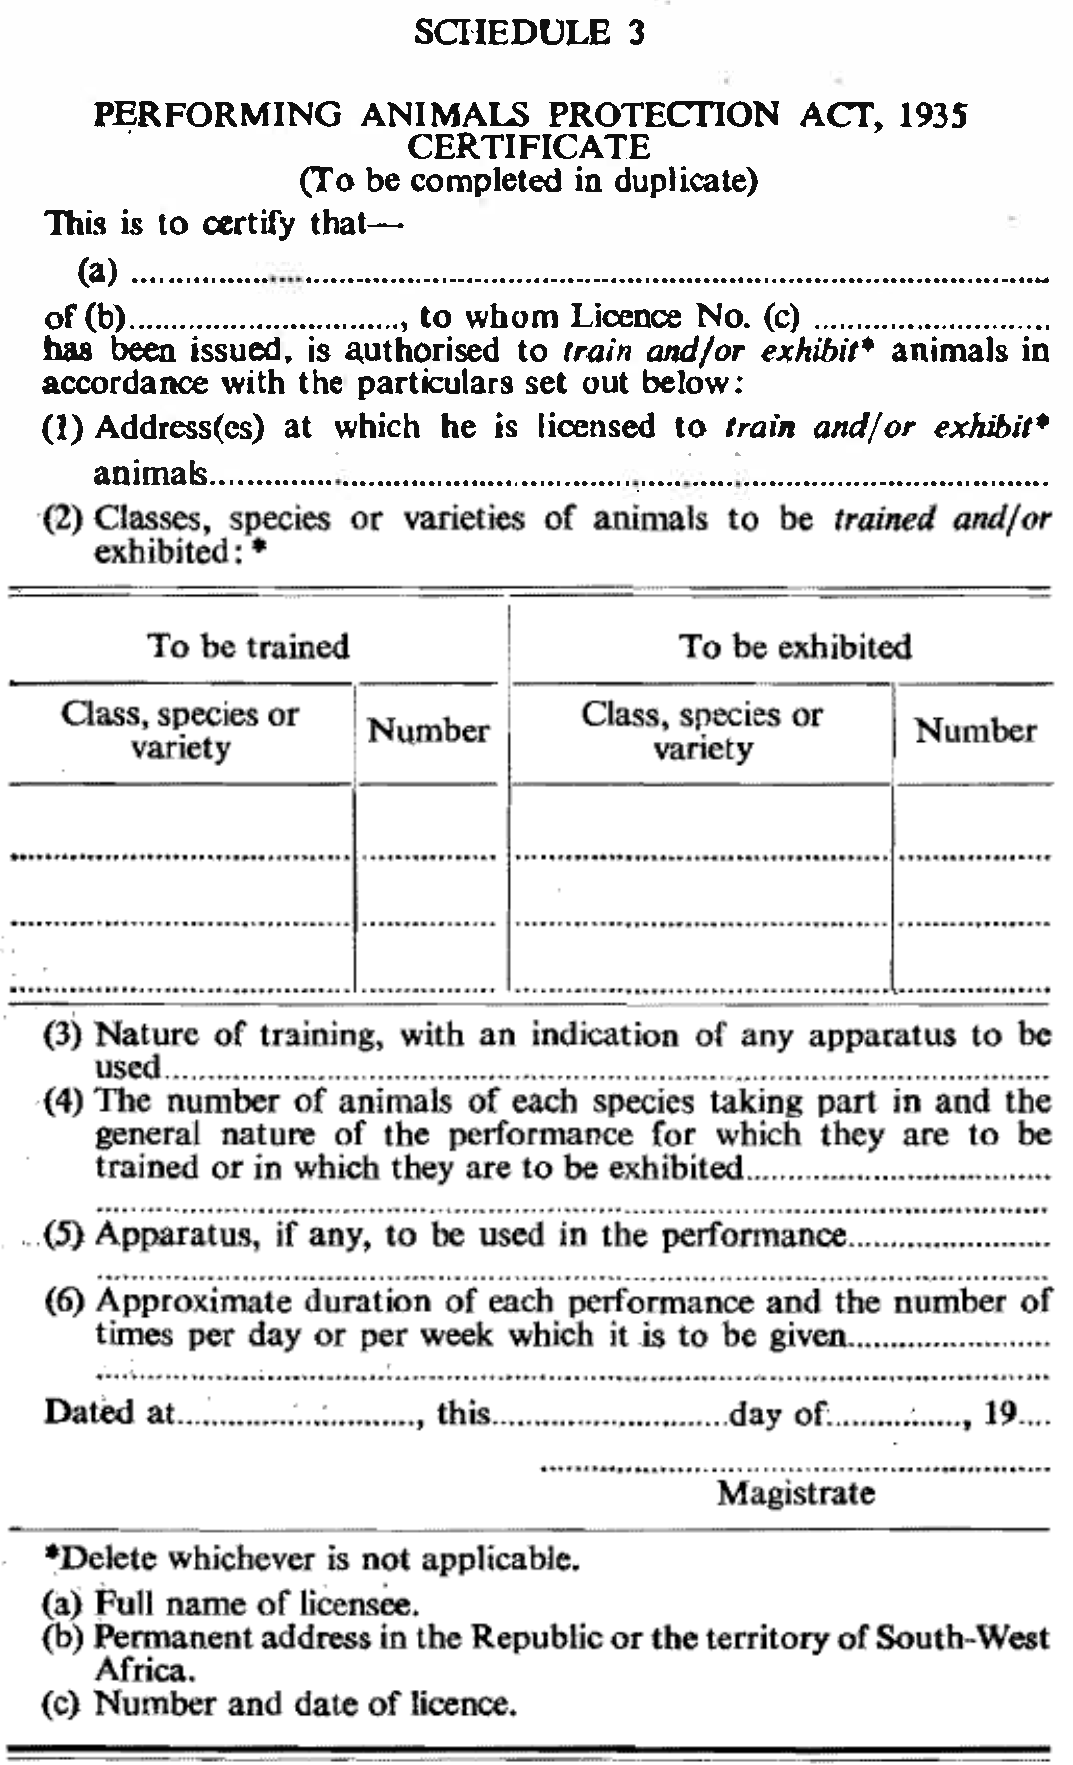 SCHEDULE 3
PERFORMING ANIMALS PROTECTION ACT, 1935
CERTIFICATE
(To be completed in duplicate)
This is to certify that—
(a) ..........................................................................................
of (b)................................, to whom Licence No. (c) ............................
has been issued, is authorised to train and/or exhibit* animals in
accordance with the particulars set out below:
(1) Address(es) at which he is licensed to train and/or exhibit*
animals..........................................................................................
(2) Classes, species or varieties of animals to be trained and/or
exhibited: *
To be trained To be exhibited
Class, species or variety Number Class, species or variety Number
(3) Nature of training, with an indication of any apparatus to be
used..........................................................................................
(4) The number of animals of each species taking part in and the
general nature of the performance for which they are to be
trained or in which they are to be exhibited....................................
..........................................................................................
(5) Apparatus, if any, to be used in the performance........................
..........................................................................................
(6) Approximate duration of each performance and the number of
times per day or per week which it is to be given........................
..........................................................................................
Dated at............................, this............................day of................, 19....
............................................................
Magistrate
*Delete whichever is not applicable.
(a) Full name of licensee.
(b) Permanent address in the Republic or the territory of South-West
Africa.
(c) Number and date of licence.